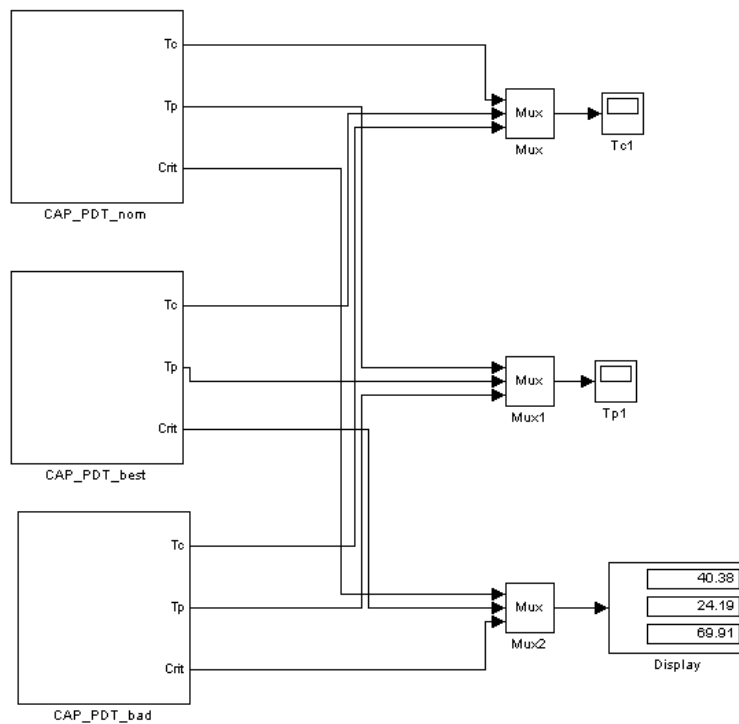 Tc
Tp
Crit
CAP_PDT_nom
Mux
Mux
Tc1
Tc
Tp
Crit
CAP_PDT_best
Mux
Mux1
Tp1
Tc
Tp
Crit
CAP_PDT_bad
Mux
Mux2
40.38
24.19
69.91
Display